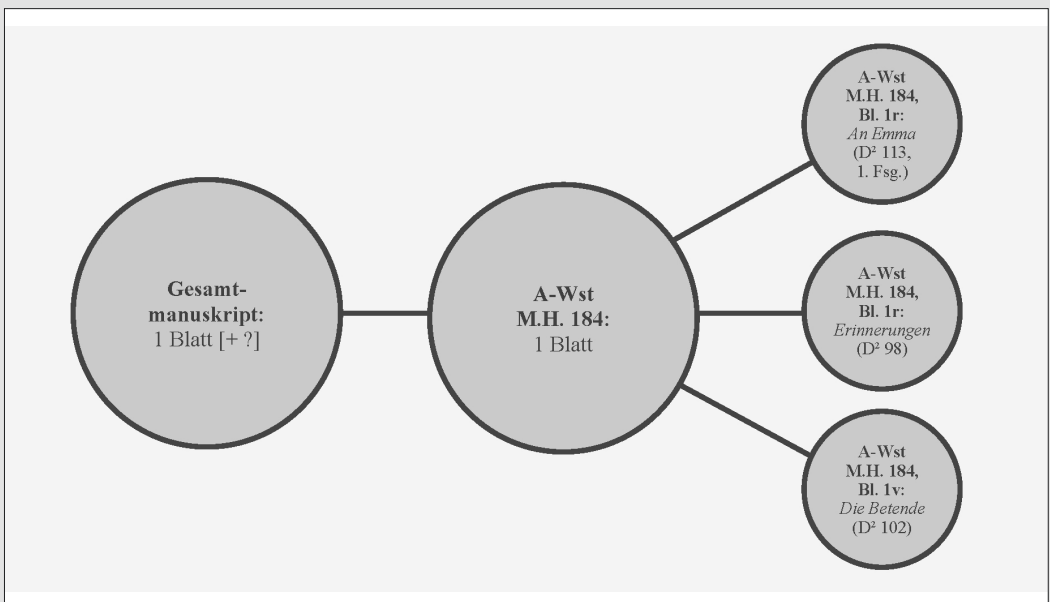 Gesamt-
manuskript:
1 Blatt [+ ?]
A-Wst
M.H. 184:
1 Blatt
A-Wst
M.H. 184,
Bl. 1r:
An Emma
(D² 113,
1. Fsg.)
A-Wst
M.H. 184,
Bl. 1r:
Erinnerungen
(D² 98)
A-Wst
M.H. 184,
Bl. 1v:
Die Betende
(D² 102)